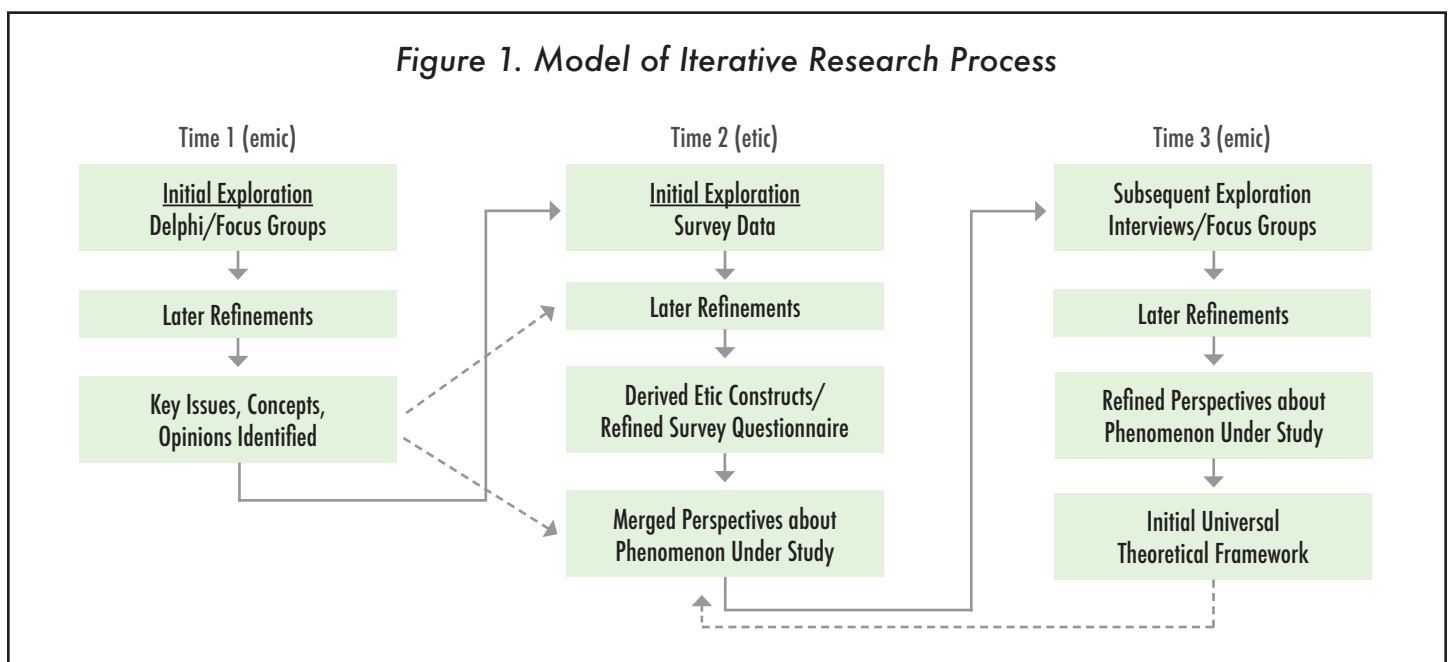 Figure 1. Model of Iterative Research Process
Time 1 (emic)
Initial Exploration
Delphi/Focus Groups
Later Refinements
Key Issues, Concepts,
Opinions Identified
Time 2 (etic)
Initial Exploration
Survey Data
Later Refinements
Derived Etic Constructs/
Refined Survey Questionnaire
Merged Perspectives about
Phenomenon Under Study
Time 3 (emic)
Subsequent Exploration
Interviews/Focus Groups
Later Refinements
Refined Perspectives about
Phenomenon Under Study
Initial Universal
Theoretical Framework